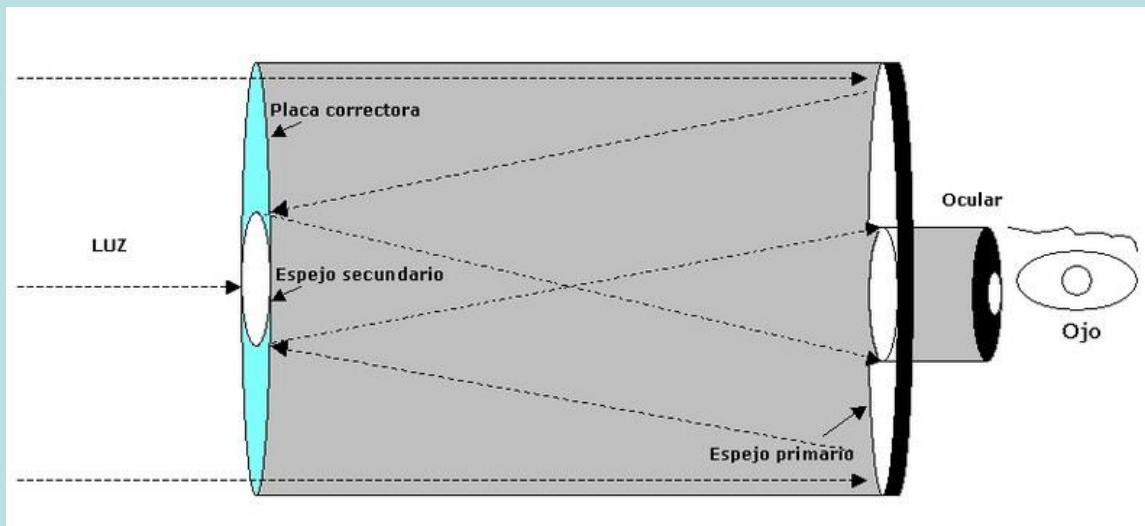 Placa correctora
Ocular
LUZ
Espejo secundario
Ojo
Espejo primario